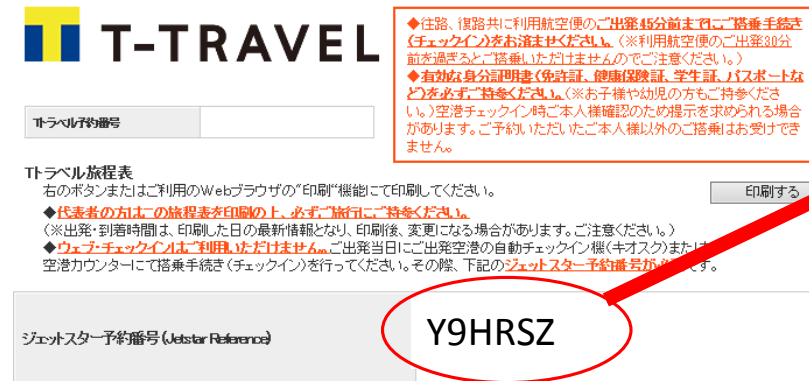 T-TRAVEL
◆往路、復路共に利用航空便のご出発45分前までにご搭乗手続き
(チェックイン)をお済ませください。(※利用航空便のご出発30分
前を過ぎるとご搭乗いただけませんのでご注意ください。)
◆有効な身分証明書(免許証、健康保険証、学生証、パスポートな
ど)を必ずご持参ください。(※お子様や幼児の方もご持参くださ
い。)空港チェックイン時ご本人様確認のため提示を求められる場合
があります。ご予約いただいたご本人様以外のご搭乗はお受けでき
ません。
Tトラベル予約番号
Tトラベル旅程表
右のボタンまたはご利用のWebブラウザの"印刷"機能にて印刷してください。
印刷する
◆代表者の方はこの旅程表を印刷の上、必ずご旅行にご持参ください。
(※出発・到着時間は、印刷した日の最新情報となり、印刷後、変更になる場合があります。ご注意ください。)
◆ウェブ・チェックインはご利用いただけません。ご出発当日にご出発空港の自動チェックイン機(キオスク)または
空港カウンターにて搭乗手続き(チェックイン)を行ってください。その際、下記のジェットスター予約番号が です。
ジェットスター予約番号(Jetstar Reference)
Y9HRSZ